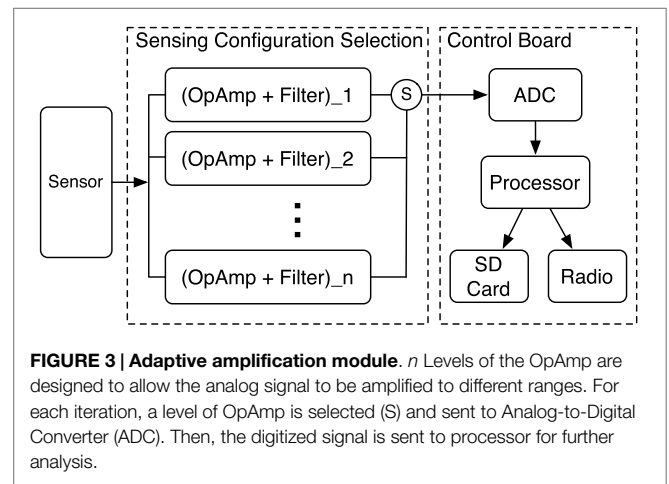 Sensing Configuration Selection
Control Board
Sensor
(OpAmp + Filter)_1
(OpAmp + Filter)_2
(OpAmp + Filter)_n
S
ADC
Processor
SD
Card
Radio
FIGURE 3 | Adaptive amplification module. n Levels of the OpAmp are
designed to allow the analog signal to be amplified to different ranges. For
each iteration, a level of OpAmp is selected (S) and sent to Analog-to-Digital
Converter (ADC). Then, the digitized signal is sent to processor for further
analysis.